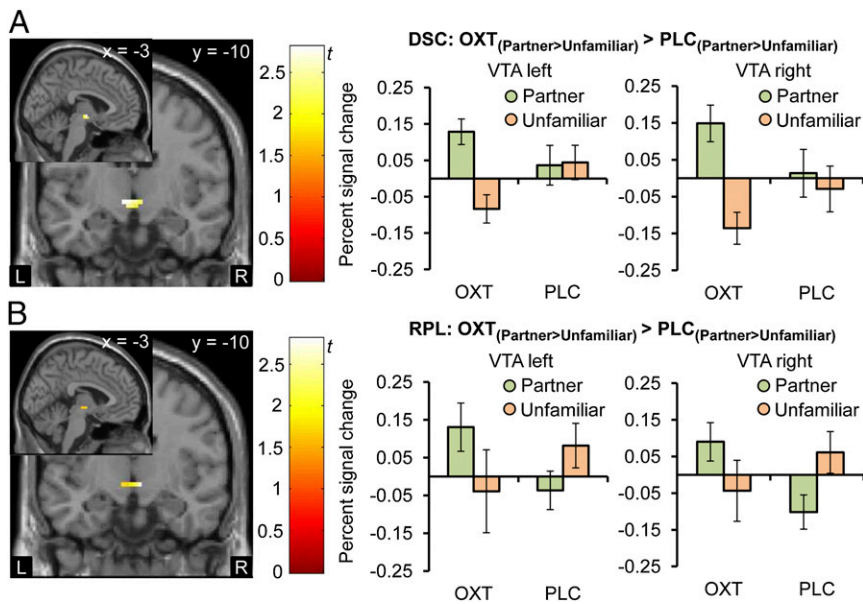 A
x = -3
y = -10
L
R
t
2.5
2
1.5
1
0.5
0
Percent signal change
DSC: OXT(Partner>Unfamiliar) > PLC(Partner>Unfamiliar)
VTA left
Partner
Unfamiliar
0.25
0.15
0.05
-0.05
-0.15
-0.25
OXT
PLC
VTA right
Partner
Unfamiliar
0.25
0.15
0.05
-0.05
-0.15
-0.25
OXT
PLC
B
x = -3
y = -10
L
R
t
2.5
2
1.5
1
0.5
0
Percent signal change
RPL: OXT(Partner>Unfamiliar) > PLC(Partner>Unfamiliar)
VTA left
Partner
Unfamiliar
0.25
0.15
0.05
-0.05
-0.15
-0.25
OXT
PLC
VTA right
Partner
Unfamiliar
0.25
0.15
0.05
-0.05
-0.15
-0.25
OXT
PLC